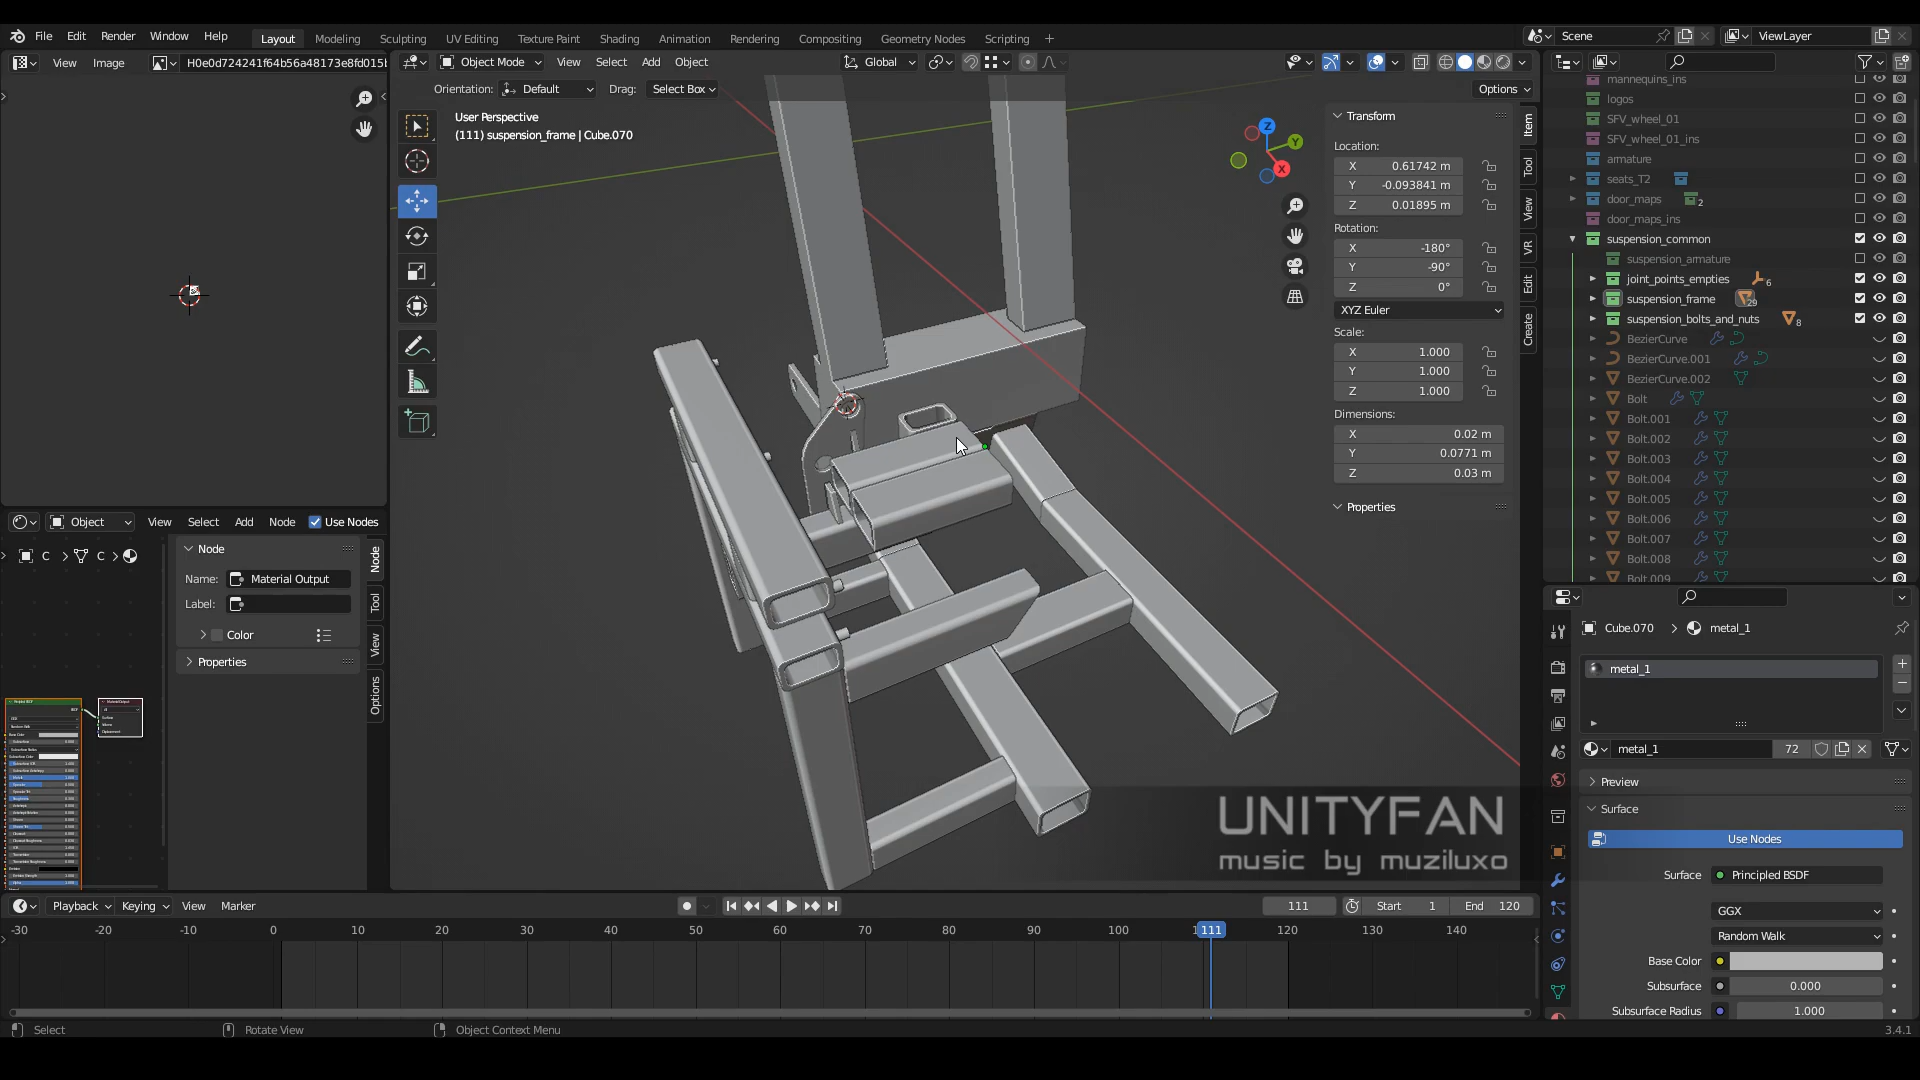 File Edit Render Window Help
Layout Modeling Sculpting UV Editing Texture Paint Shading Animation Rendering Compositing Geometry Nodes Scripting +
Scene
ViewLayer
View Image
H0e0d724241f64b56a48173e8fd015b
Object Mode View Select Add Object
Global
Orientation: Default Drag: Select Box
Options
User Perspective
(111) suspension_frame | Cube.070
Z
Y
X
Transform
Location:
X 0.61742 m
Y -0.093841 m
Z 0.01895 m
Rotation:
X -180°
Y -90°
Z 0°
XYZ Euler
Scale:
X 1.000
Y 1.000
Z 1.000
Dimensions:
X 0.02 m
Y 0.0771 m
Z 0.03 m
Properties
Item
Tool
View
VR
Edit
Create
mannequins_ins
logos
SFV_wheel_01
SFV_wheel_01_ins
armature
seats_T2
door_maps 2
door_maps_ins
suspension_common
suspension_armature
joint_points_empties 6
suspension_frame 29
suspension_bolts_and_nuts 8
BezierCurve
BezierCurve.001
BezierCurve.002
Bolt
Bolt.001
Bolt.002
Bolt.003
Bolt.004
Bolt.005
Bolt.006
Bolt.007
Bolt.008
Bolt.009
Object View Select Add Node Use Nodes
C > C >
Node
Name: Material Output
Label:
Color
Properties
Node
Tool
View
Options
Cube.070 > metal_1
metal_1
metal_1 72
Preview
Surface
Use Nodes
Surface Principled BSDF
GGX
Random Walk
Base Color
Subsurface 0.000
Subsurface Radius 1.000
UNITYFAN
music by muziluxo
Playback Keying View Marker
111 Start 1 End 120
-30 -20 -10 0 10 20 30 40 50 60 70 80 90 100 111 120 130 140
Select Rotate View Object Context Menu
3.4.1